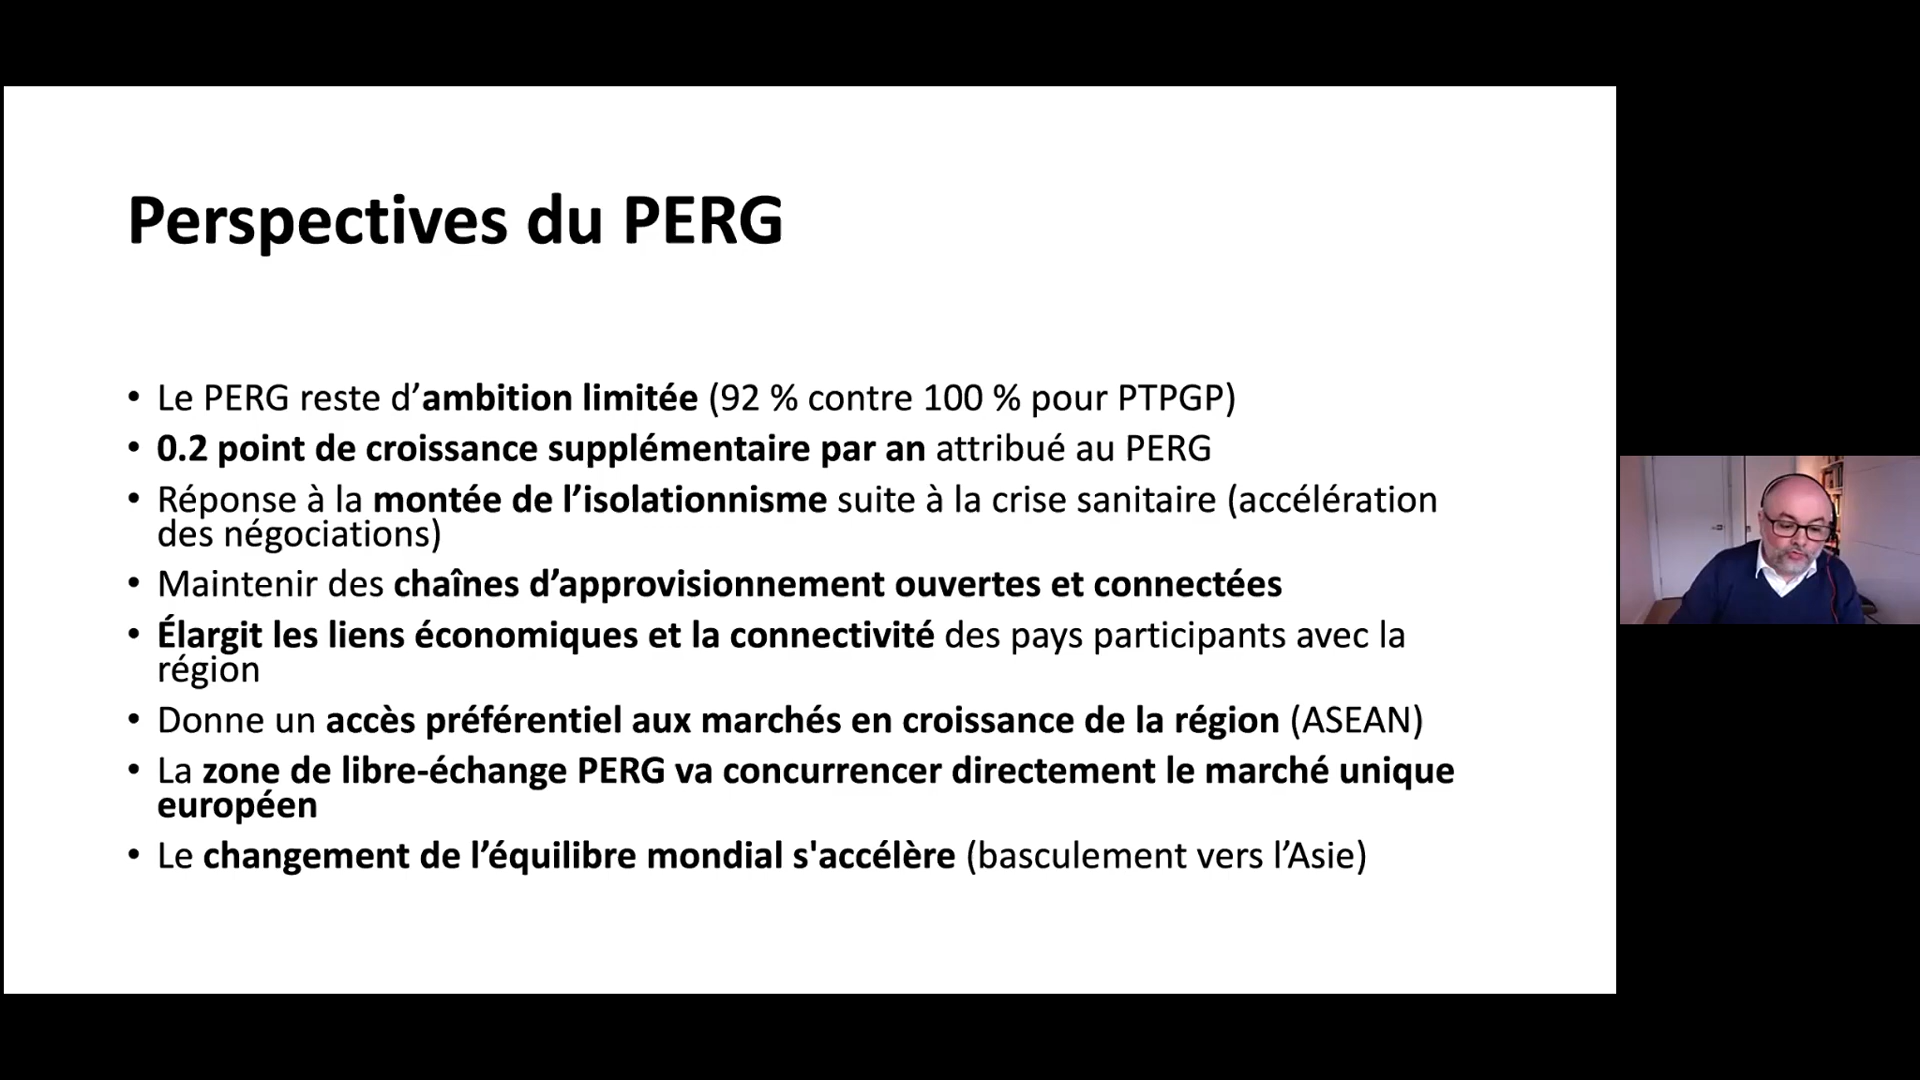 Perspectives du PERG
• Le PERG reste d’ambition limitée (92 % contre 100 % pour PTPGP)
• 0.2 point de croissance supplémentaire par an attribué au PERG
• Réponse à la montée de l’isolationnisme suite à la crise sanitaire (accélération
des négociations)
• Maintenir des chaînes d’approvisionnement ouvertes et connectées
• Élargit les liens économiques et la connectivité des pays participants avec la
région
• Donne un accès préférentiel aux marchés en croissance de la région (ASEAN)
• La zone de libre-échange PERG va concurrencer directement le marché unique
européen
• Le changement de l’équilibre mondial s'accélère (basculement vers l’Asie)